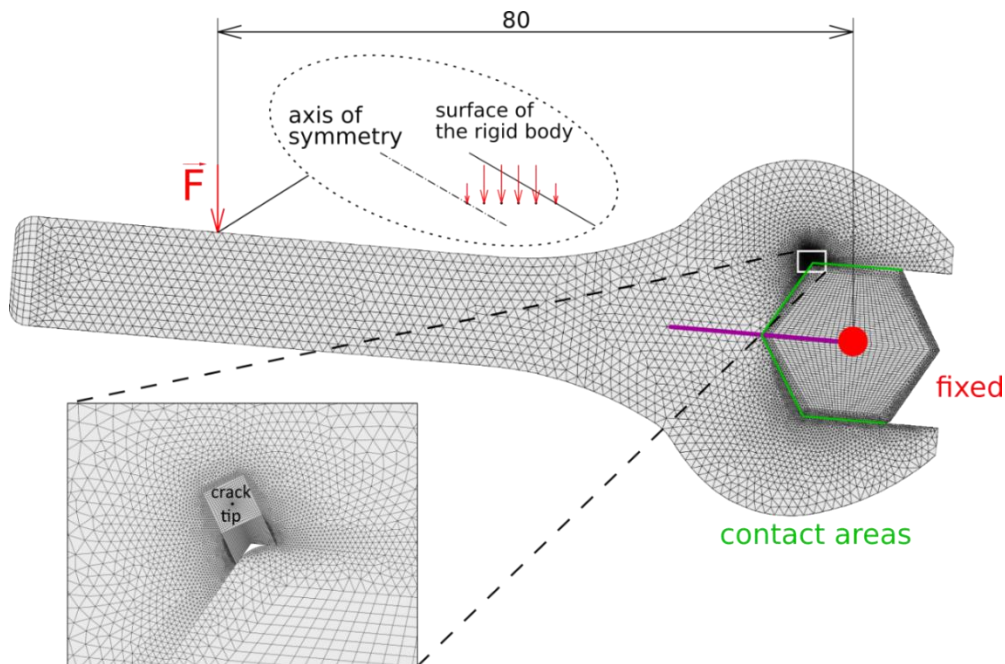 80
axis of
symmetry
surface of
the rigid body
F
fixed
crack
tip
contact areas